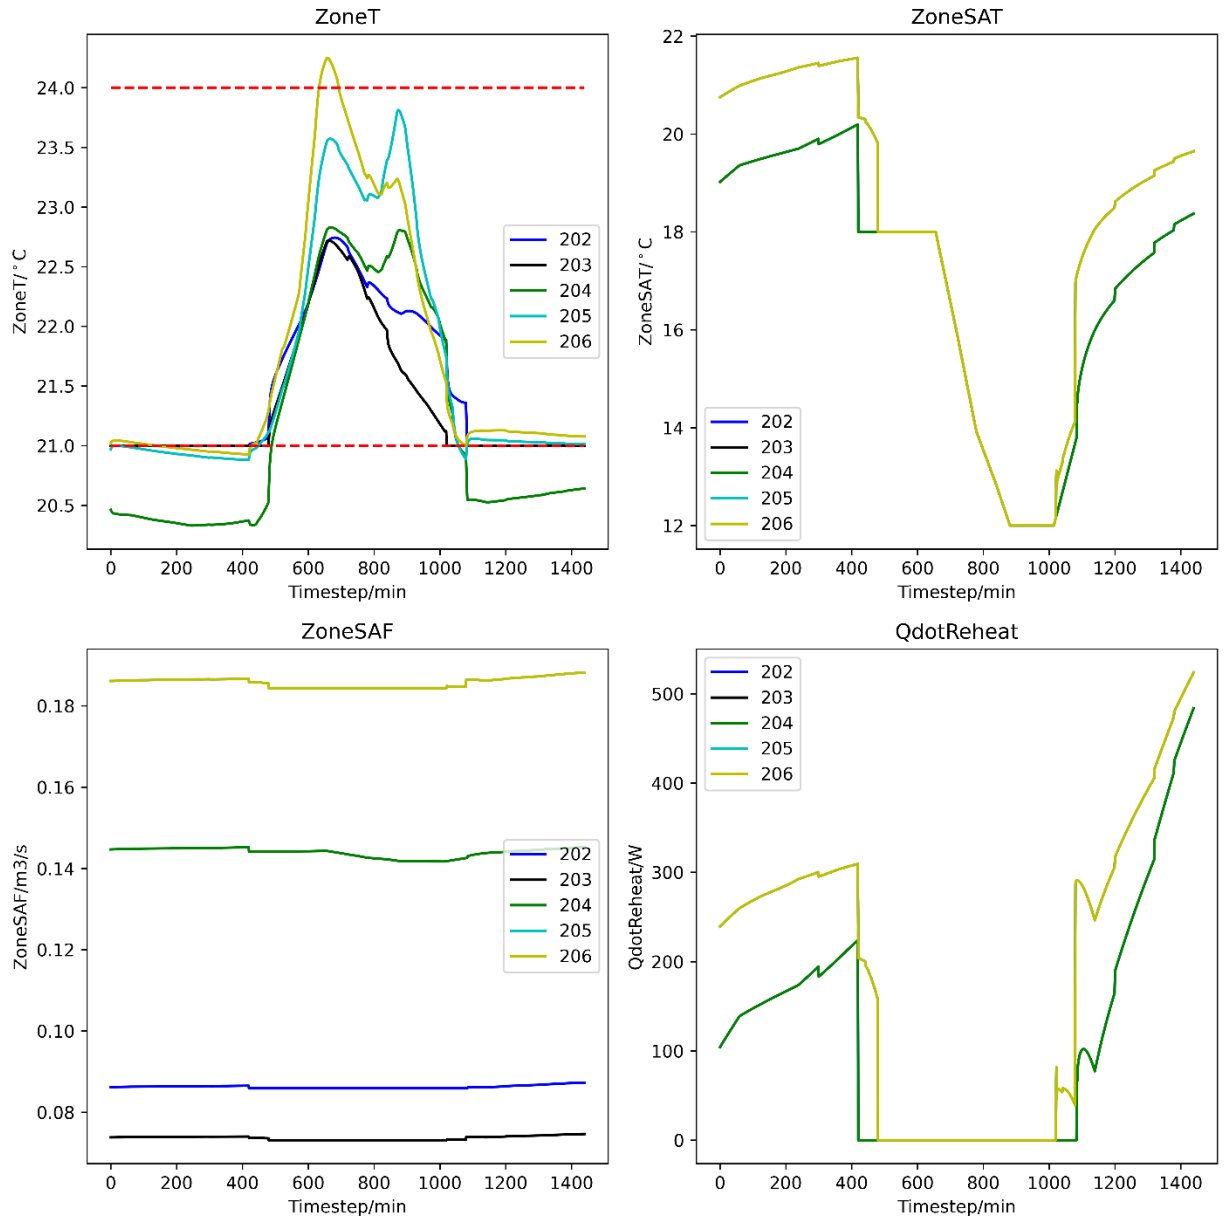 ZoneT
ZoneT/°C
24.0
23.5
23.0
22.5
22.0
21.5
21.0
20.5
202
203
204
205
206
0 200 400 600 800 1000 1200 1400
Timestep/min
ZoneSAT
ZoneSAT/°C
22
20
18
16
14
12
202
203
204
205
206
0 200 400 600 800 1000 1200 1400
Timestep/min
ZoneSAF
ZoneSAF/m3/s
0.18
0.16
0.14
0.12
0.10
0.08
202
203
204
205
206
0 200 400 600 800 1000 1200 1400
Timestep/min
QdotReheat
QdotReheat/W
500
400
300
200
100
0
202
203
204
205
206
0 200 400 600 800 1000 1200 1400
Timestep/min